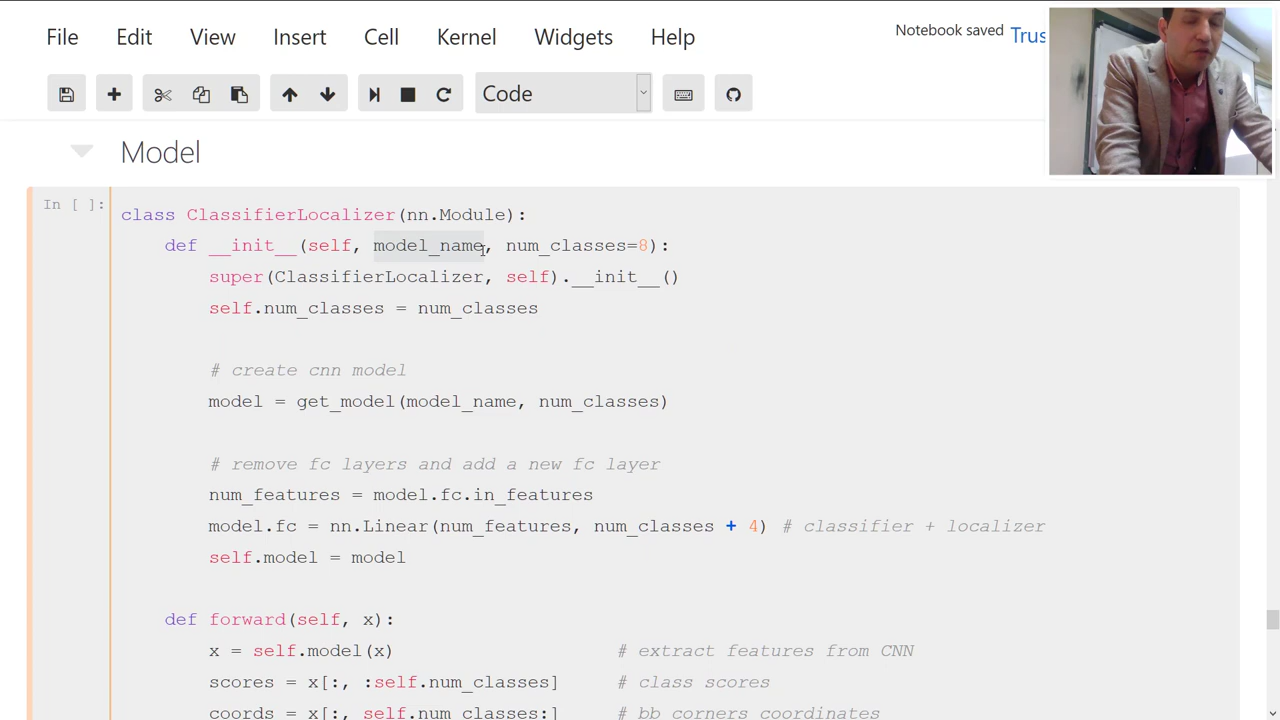 File Edit View Insert Cell Kernel Widgets Help
Notebook saved Trus
Code
Model
In [ ]:
class ClassifierLocalizer(nn.Module):
def __init__(self, model_name, num_classes=8):
super(ClassifierLocalizer, self).__init__()
self.num_classes = num_classes
# create cnn model
model = get_model(model_name, num_classes)
# remove fc layers and add a new fc layer
num_features = model.fc.in_features
model.fc = nn.Linear(num_features, num_classes + 4) # classifier + localizer
self.model = model
def forward(self, x):
x = self.model(x) # extract features from CNN
scores = x[:, :self.num_classes] # class scores
coords = x[:, self.num_classes:] # bb corners coordinates